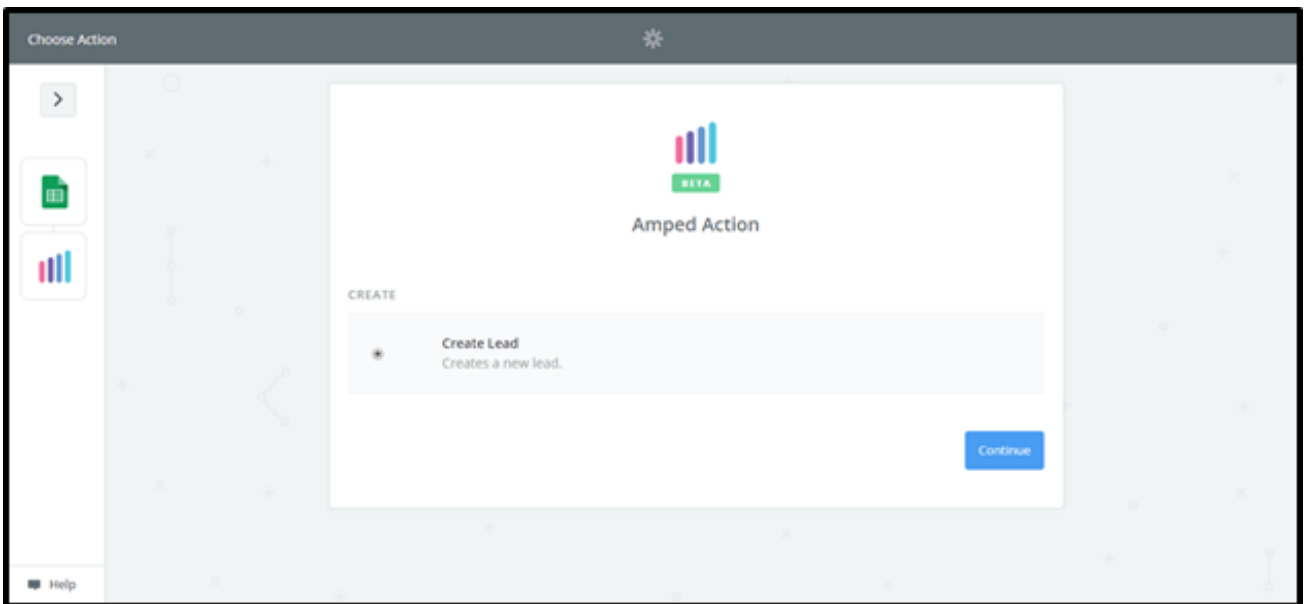 Choose Action
BETA
Amped Action
CREATE
Create Lead
Creates a new lead.
Continue
Help